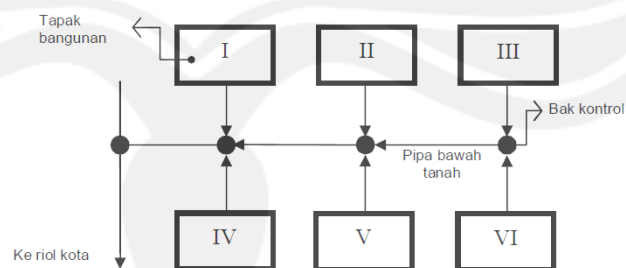 Tapak
bangunan
I
II
III
Bak kontrol
Pipa bawah
tanah
IV
V
VI
Ke riol kota